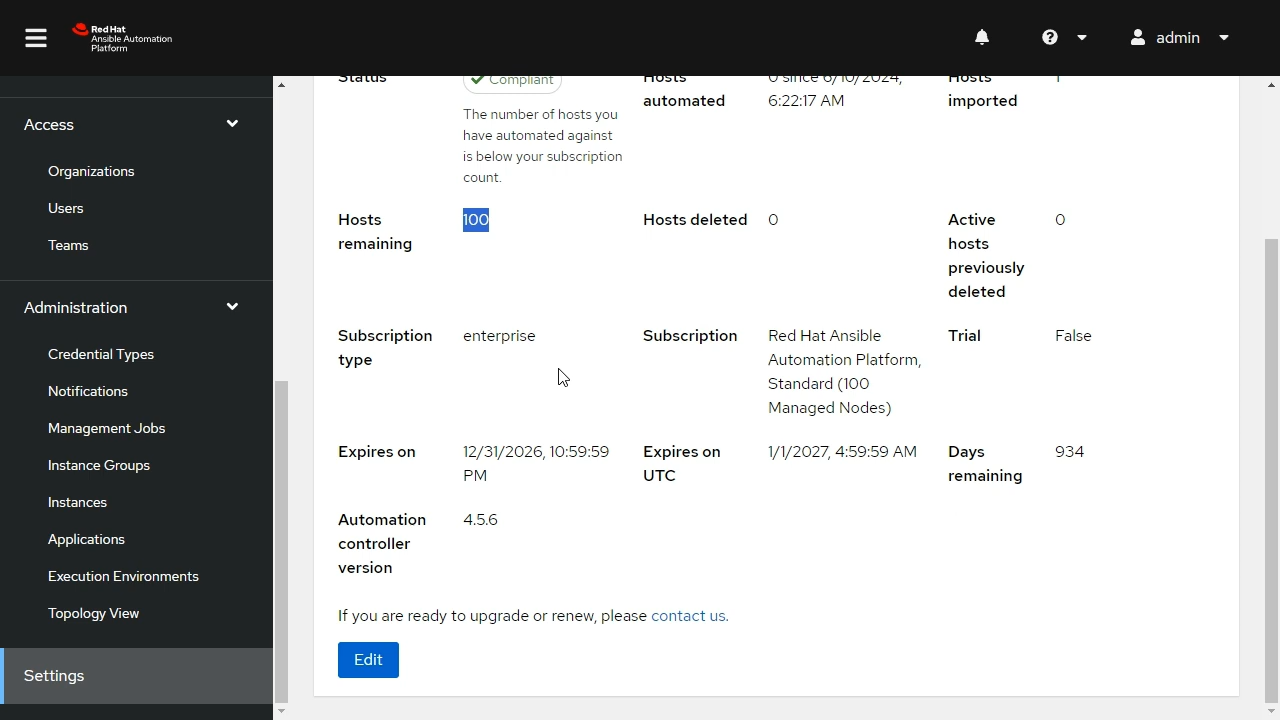 Red Hat
Ansible Automation
Platform
admin
Access
Organizations
Users
Teams
Administration
Credential Types
Notifications
Management Jobs
Instance Groups
Instances
Applications
Execution Environments
Topology View
Settings
Status
Compliant
The number of hosts you
have automated against
is below your subscription
count.
Hosts
automated
0 since 6/10/2024,
6:22:17 AM
Hosts
imported
1
Hosts
remaining
100
Hosts deleted
0
Active
hosts
previously
deleted
0
Subscription
type
enterprise
Subscription
Red Hat Ansible
Automation Platform,
Standard (100
Managed Nodes)
Trial
False
Expires on
12/31/2026, 10:59:59
PM
Expires on
UTC
1/1/2027, 4:59:59 AM
Days
remaining
934
Automation
controller
version
4.5.6
If you are ready to upgrade or renew, please contact us.
Edit